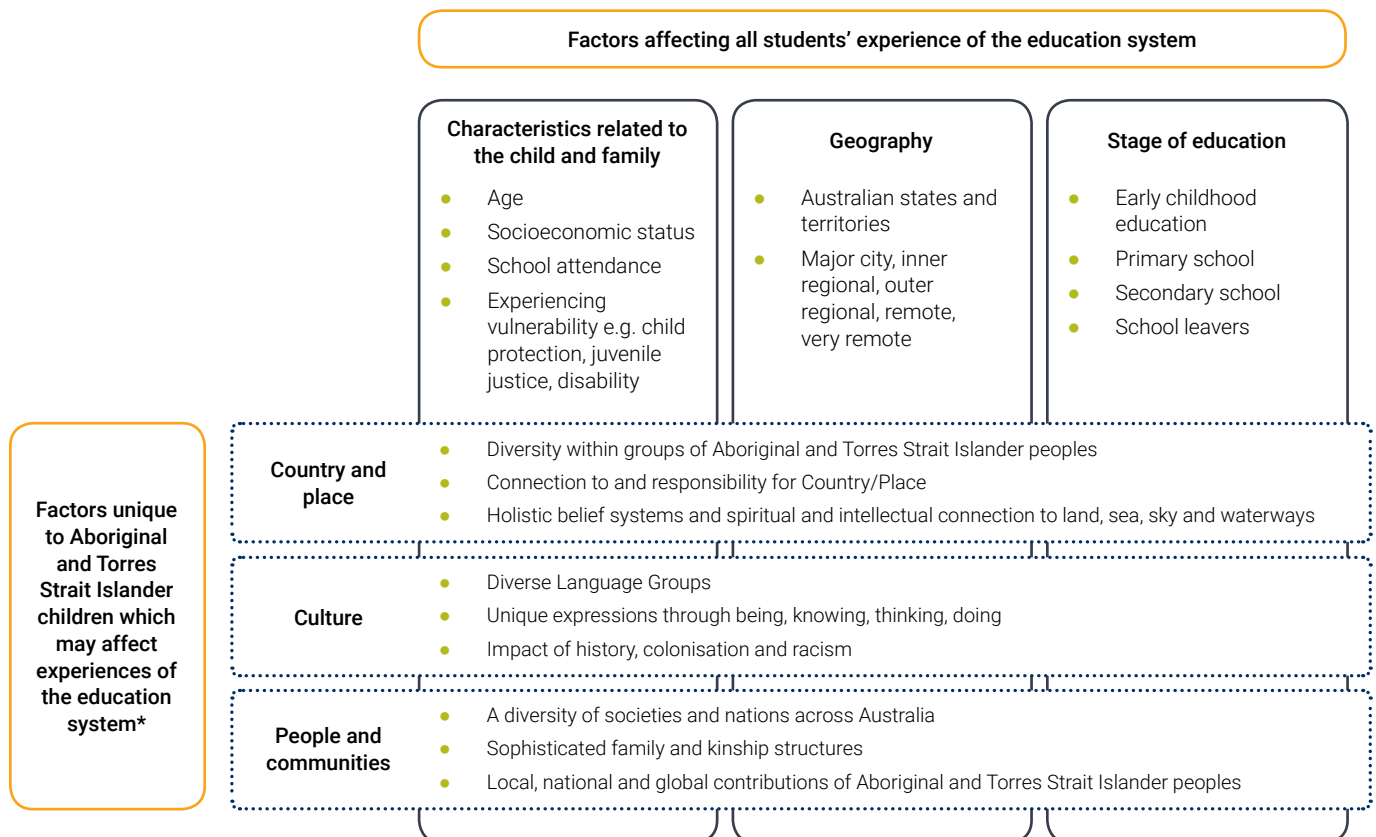 Factors affecting all students’ experience of the education system
Characteristics related to
the child and family
● Age
● Socioeconomic status
● School attendance
● Experiencing
vulnerability e.g. child
protection, juvenile
justice, disability
Geography
● Australian states and
territories
● Major city, inner
regional, outer
regional, remote,
very remote
Stage of education
● Early childhood
education
● Primary school
● Secondary school
● School leavers
Factors unique
to Aboriginal
and Torres
Strait Islander
children which
may affect
experiences of
the education
system*
Country and
place
● Diversity within groups of Aboriginal and Torres Strait Islander peoples
● Connection to and responsibility for Country/Place
● Holistic belief systems and spiritual and intellectual connection to land, sea, sky and waterways
Culture
● Diverse Language Groups
● Unique expressions through being, knowing, thinking, doing
● Impact of history, colonisation and racism
People and
communities
● A diversity of societies and nations across Australia
● Sophisticated family and kinship structures
● Local, national and global contributions of Aboriginal and Torres Strait Islander peoples